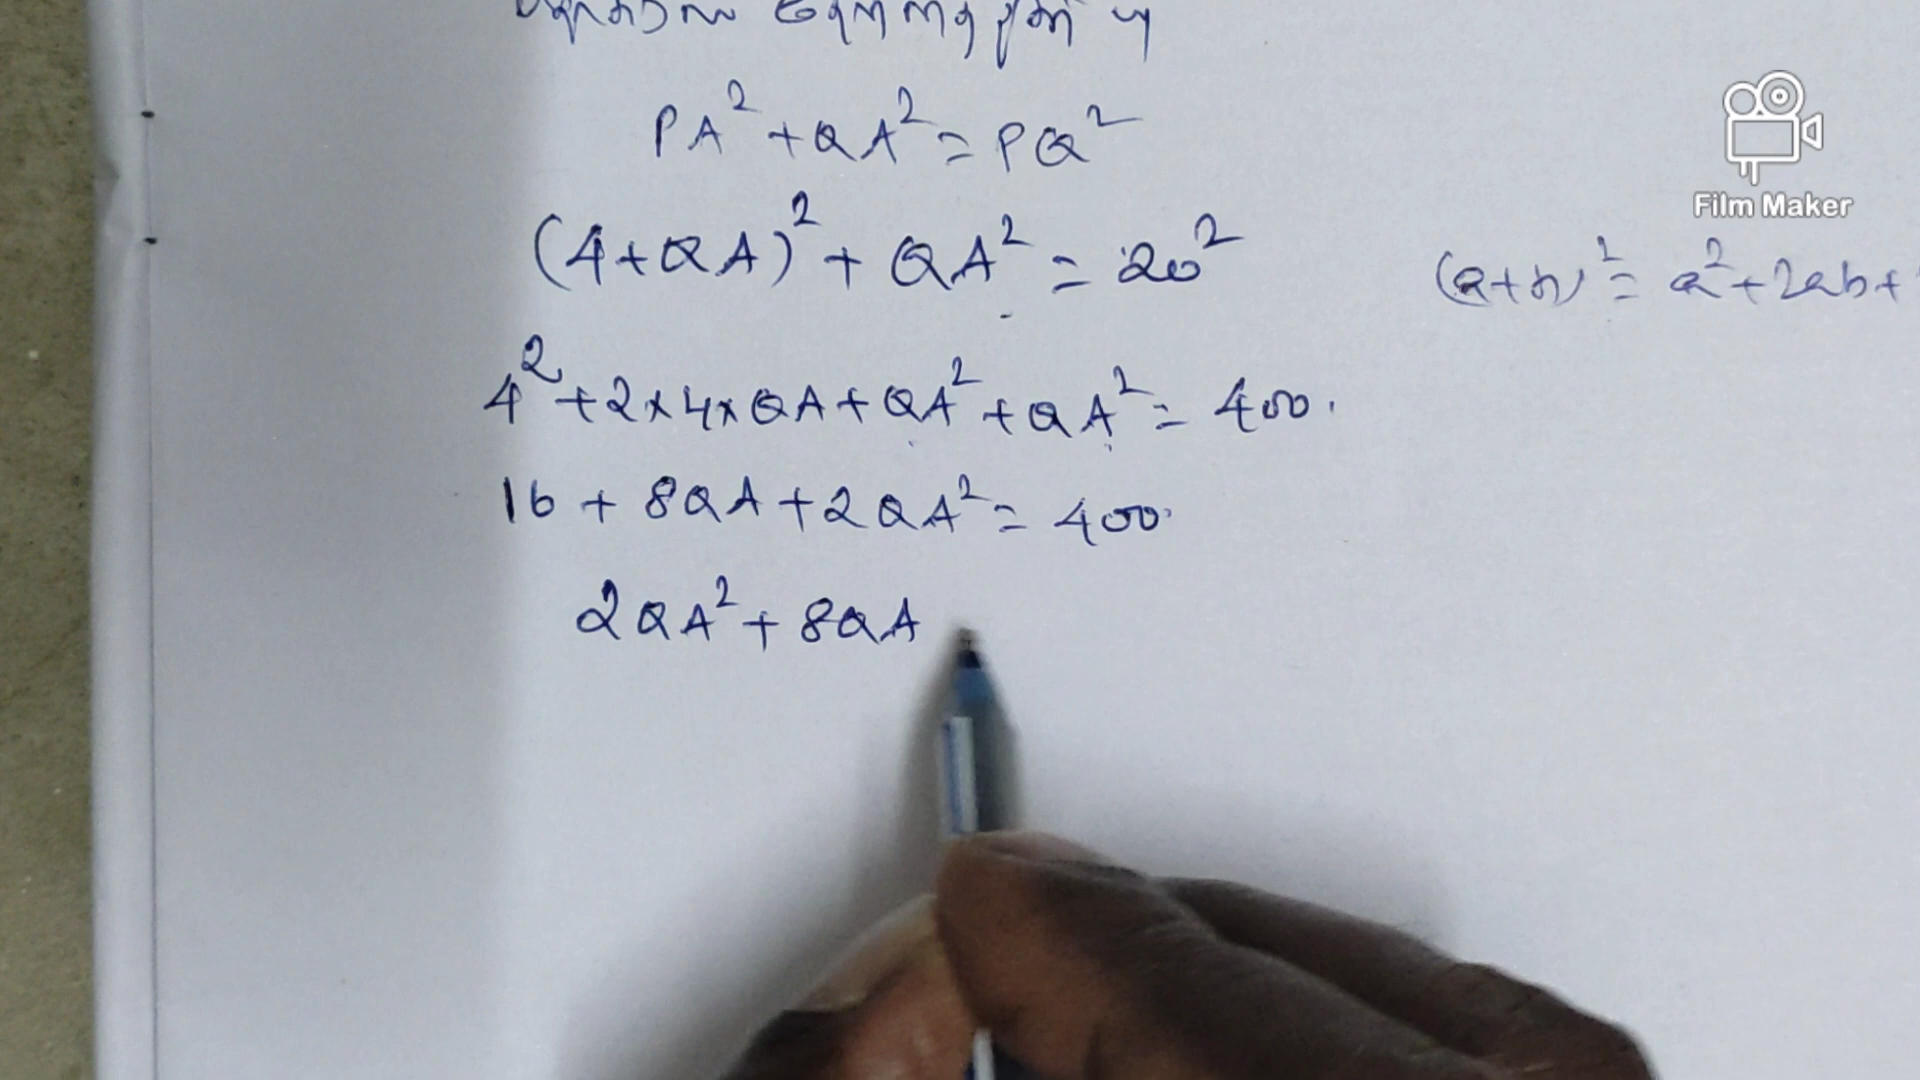 PA² + QA² = PQ²
(4+QA)² + QA² = 20²
(a+b)² = a²+2ab+
4² + 2×4×QA + QA² + QA² = 400.
16 + 8QA + 2QA² = 400.
2QA² + 8QA
Film Maker